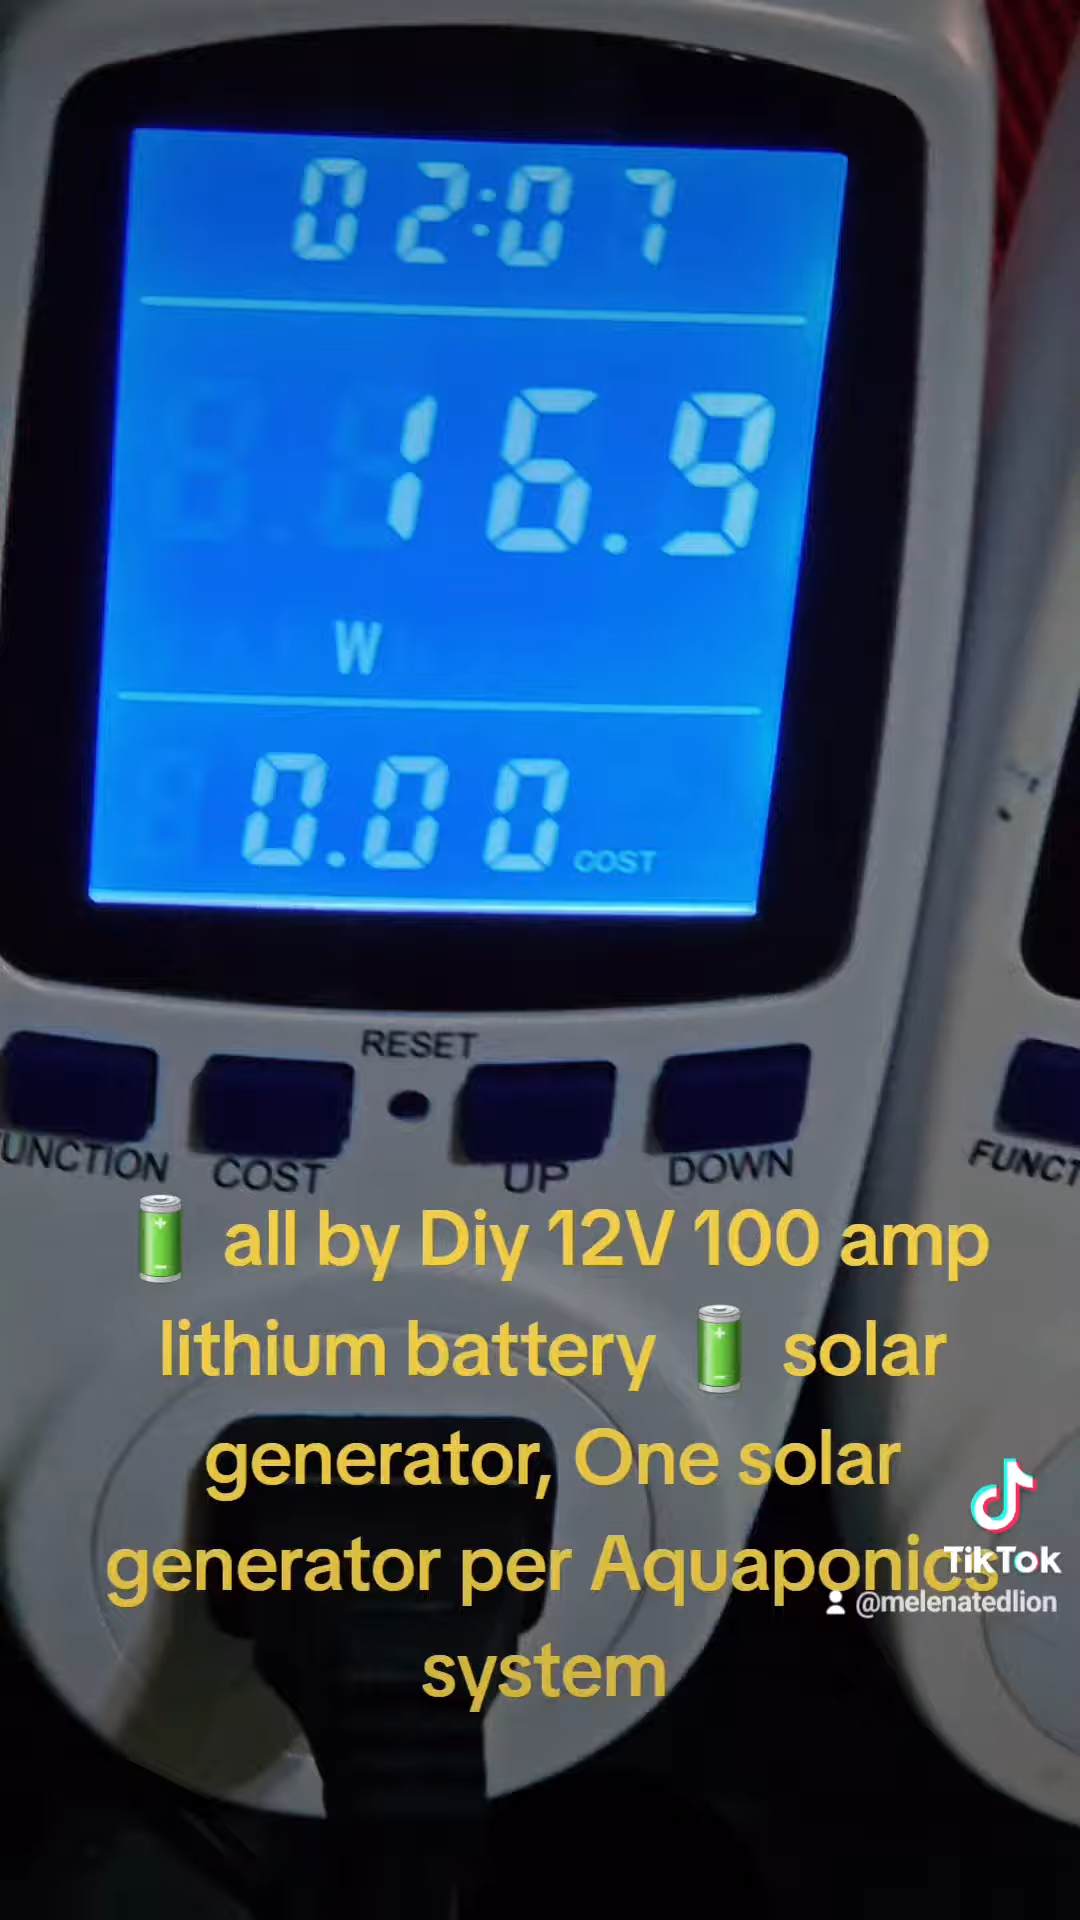 02:07
16.9
W
0.00 COST
RESET
FUNCTION COST UP DOWN
FUNCT
🔋 all by Diy 12V 100 amp
lithium battery 🔋 solar
generator, One solar
generator per Aquaponics
system
TikTok
@melenatedlion